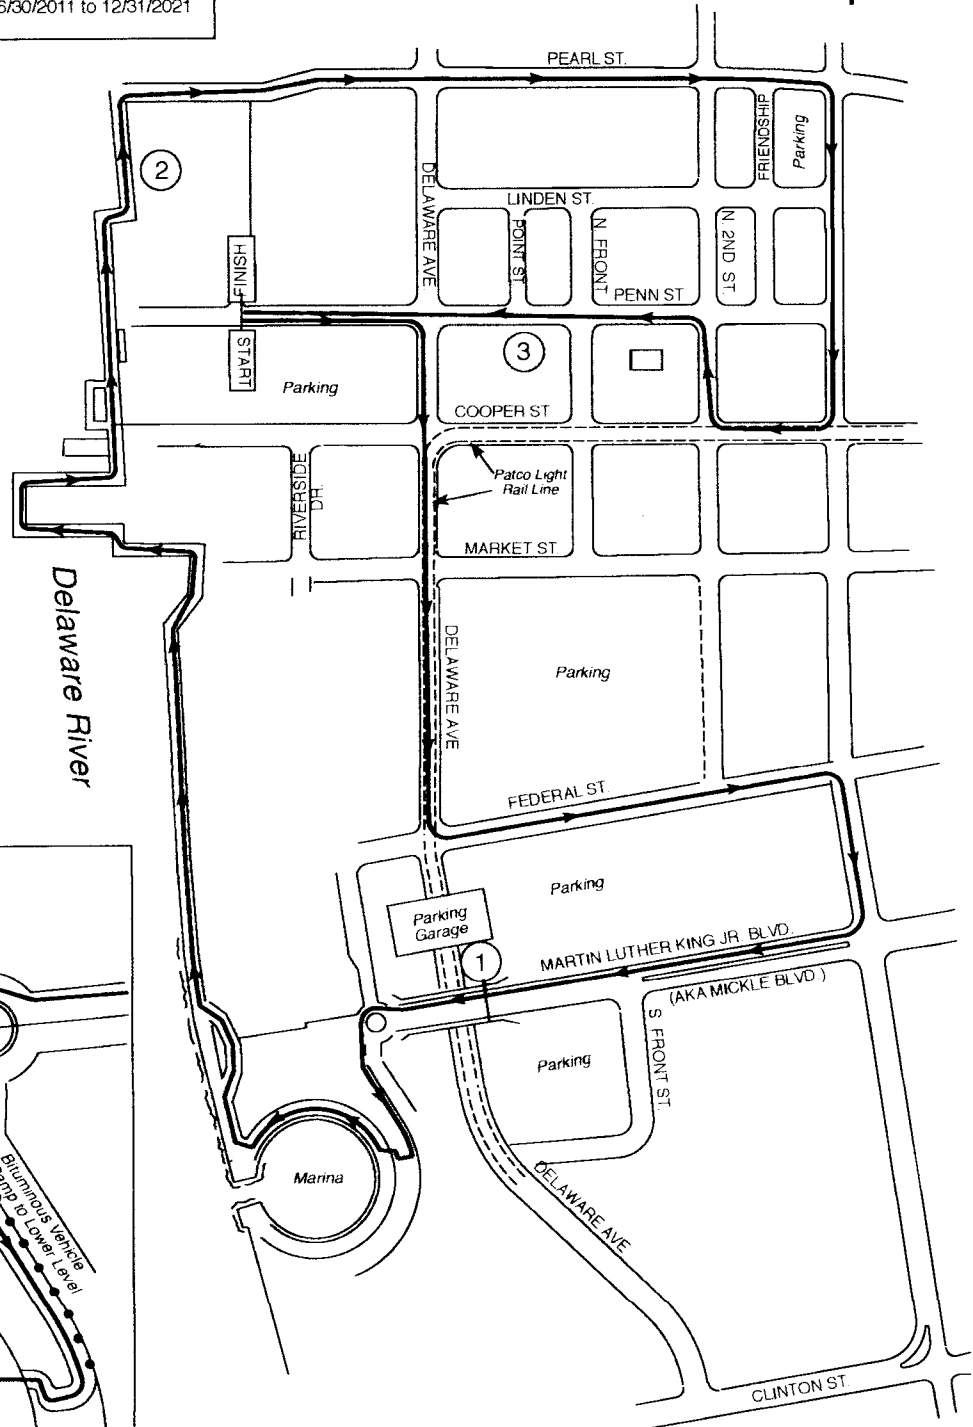 6/30/2011 to 12/31/2021
PEARL ST.
FRIENDSHIP
Parking
2
DELAWARE AVE.
LINDEN ST.
POINT ST.
N. FRONT
N. 2ND ST.
FINISH
PENN ST
START
3
Parking
COOPER ST
RIVERSIDE
DR.
Patco Light
Rail Line
MARKET ST.
Delaware River
DELAWARE AVE
Parking
FEDERAL ST.
Parking
Parking
Garage
1
MARTIN LUTHER KING JR. BLVD.
(AKA MICKLE BLVD.)
S. FRONT ST.
Parking
Marina
DELAWARE AVE
Bituminous Vehicle
Ramp to Lower Level
CLINTON ST.